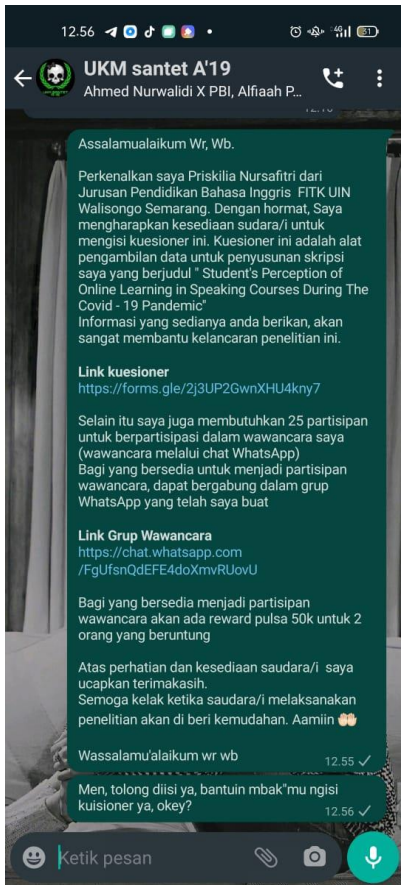 12.56
61
UKM santet A'19
Ahmed Nurwalidi X PBI, Alfiaah P...
Assalamualaikum Wr, Wb.
Perkenalkan saya Priskilia Nursafitri dari
Jurusan Pendidikan Bahasa Inggris  FITK UIN
Walisongo Semarang. Dengan hormat, Saya
mengharapkan kesediaan sudara/i untuk
mengisi kuesioner ini. Kuesioner ini adalah alat
pengambilan data untuk penyusunan skripsi
saya yang berjudul " Student's Perception of
Online Learning in Speaking Courses During The
Covid - 19 Pandemic"
Informasi yang sedianya anda berikan, akan
sangat membantu kelancaran penelitian ini.
Link kuesioner
https://forms.gle/2j3UP2GwnXHU4kny7
Selain itu saya juga membutuhkan 25 partisipan
untuk berpartisipasi dalam wawancara saya
(wawancara melalui chat WhatsApp)
Bagi yang bersedia untuk menjadi partisipan
wawancara, dapat bergabung dalam grup
WhatsApp yang telah saya buat
Link Grup Wawancara
https://chat.whatsapp.com
/FgUfsnQdEFE4doXmvRUovU
Bagi yang bersedia menjadi partisipan
wawancara akan ada reward pulsa 50k untuk 2
orang yang beruntung
Atas perhatian dan kesediaan saudara/i  saya
ucapkan terimakasih.
Semoga kelak ketika saudara/i melaksanakan
penelitian akan di beri kemudahan. Aamiin 🤲🏻
Wassalamu'alaikum wr wb
12.55
Men, tolong diisi ya, bantuin mbak"mu ngisi
kuisioner ya, okey?
12.56
Ketik pesan